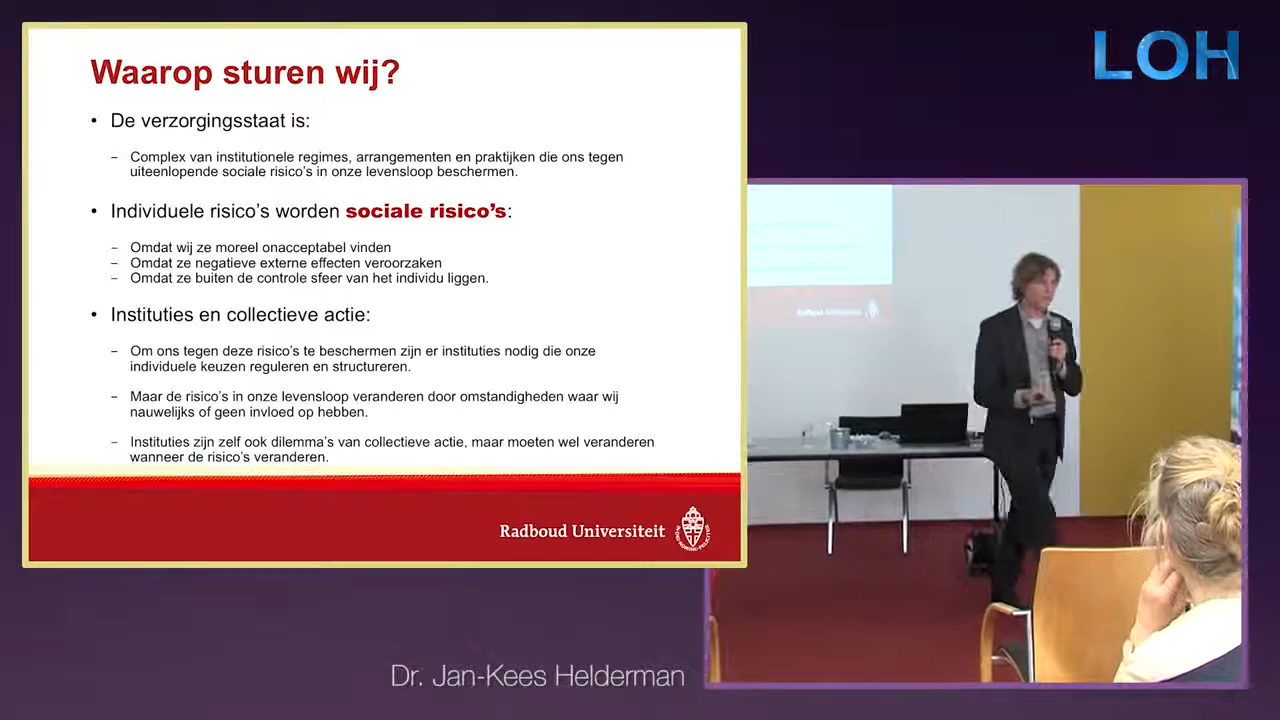 LOH
Waarop sturen wij?
• De verzorgingsstaat is:
– Complex van institutionele regimes, arrangementen en praktijken die ons tegen
uiteenlopende sociale risico's in onze levensloop beschermen.
• Individuele risico's worden sociale risico's:
– Omdat wij ze moreel onacceptabel vinden
– Omdat ze negatieve externe effecten veroorzaken
– Omdat ze buiten de controle sfeer van het individu liggen.
• Instituties en collectieve actie:
– Om ons tegen deze risico's te beschermen zijn er instituties nodig die onze
individuele keuzen reguleren en structureren.
– Maar de risico's in onze levensloop veranderen door omstandigheden waar wij
nauwelijks of geen invloed op hebben.
– Instituties zijn zelf ook dilemma's van collectieve actie, maar moeten wel veranderen
wanneer de risico's veranderen.
Radboud Universiteit
Dr. Jan-Kees Helderman